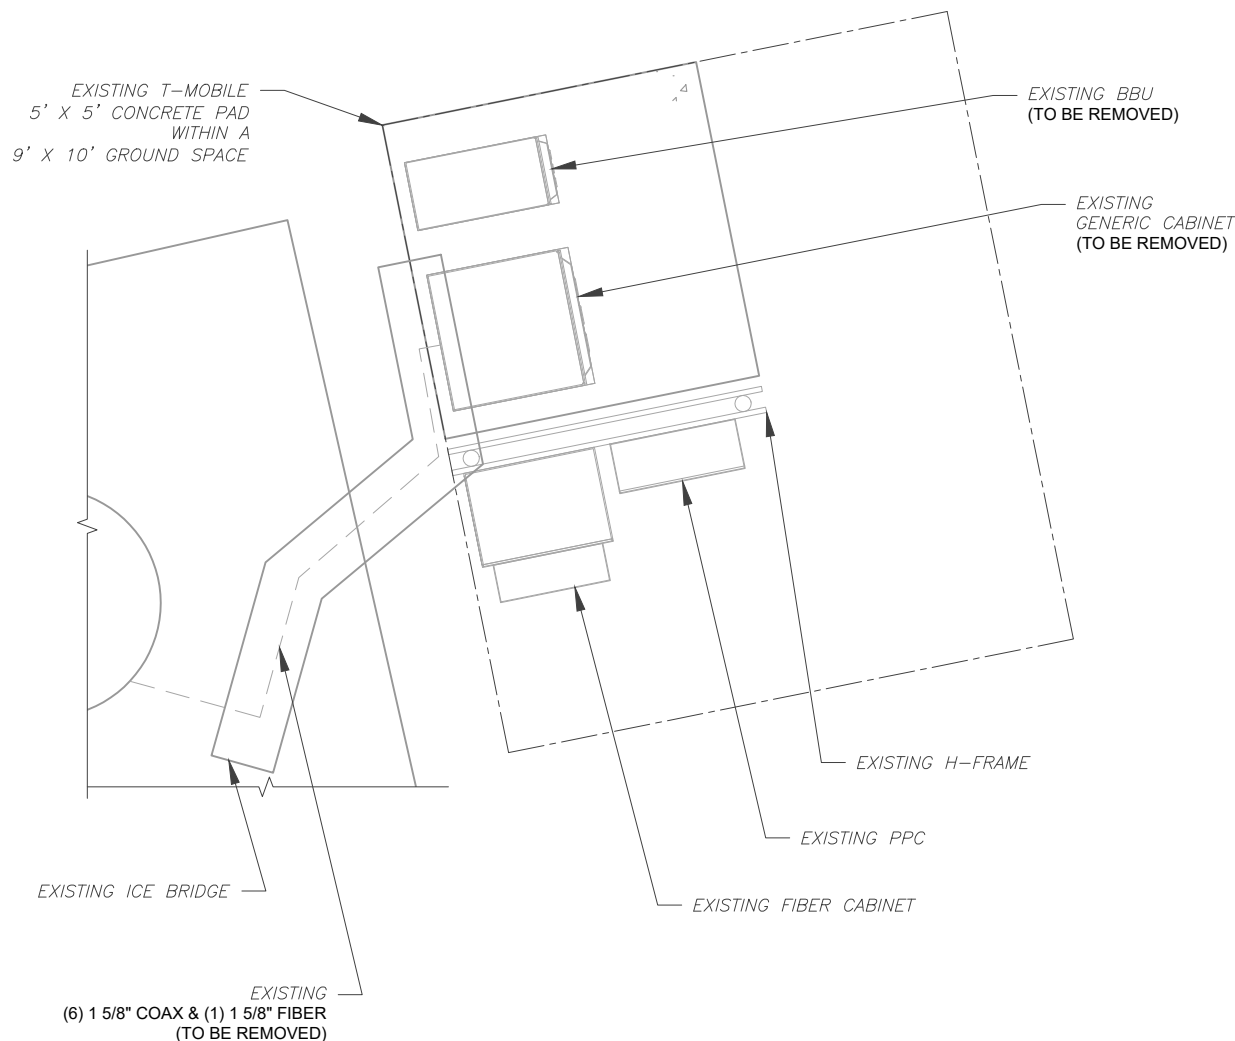 EXISTING T-MOBILE
5' X 5' CONCRETE PAD
WITHIN A
9' X 10' GROUND SPACE
EXISTING BBU
(TO BE REMOVED)
EXISTING
GENERIC CABINET
(TO BE REMOVED)
EXISTING H-FRAME
EXISTING PPC
EXISTING ICE BRIDGE
EXISTING FIBER CABINET
EXISTING
(6) 1 5/8" COAX & (1) 1 5/8" FIBER
(TO BE REMOVED)